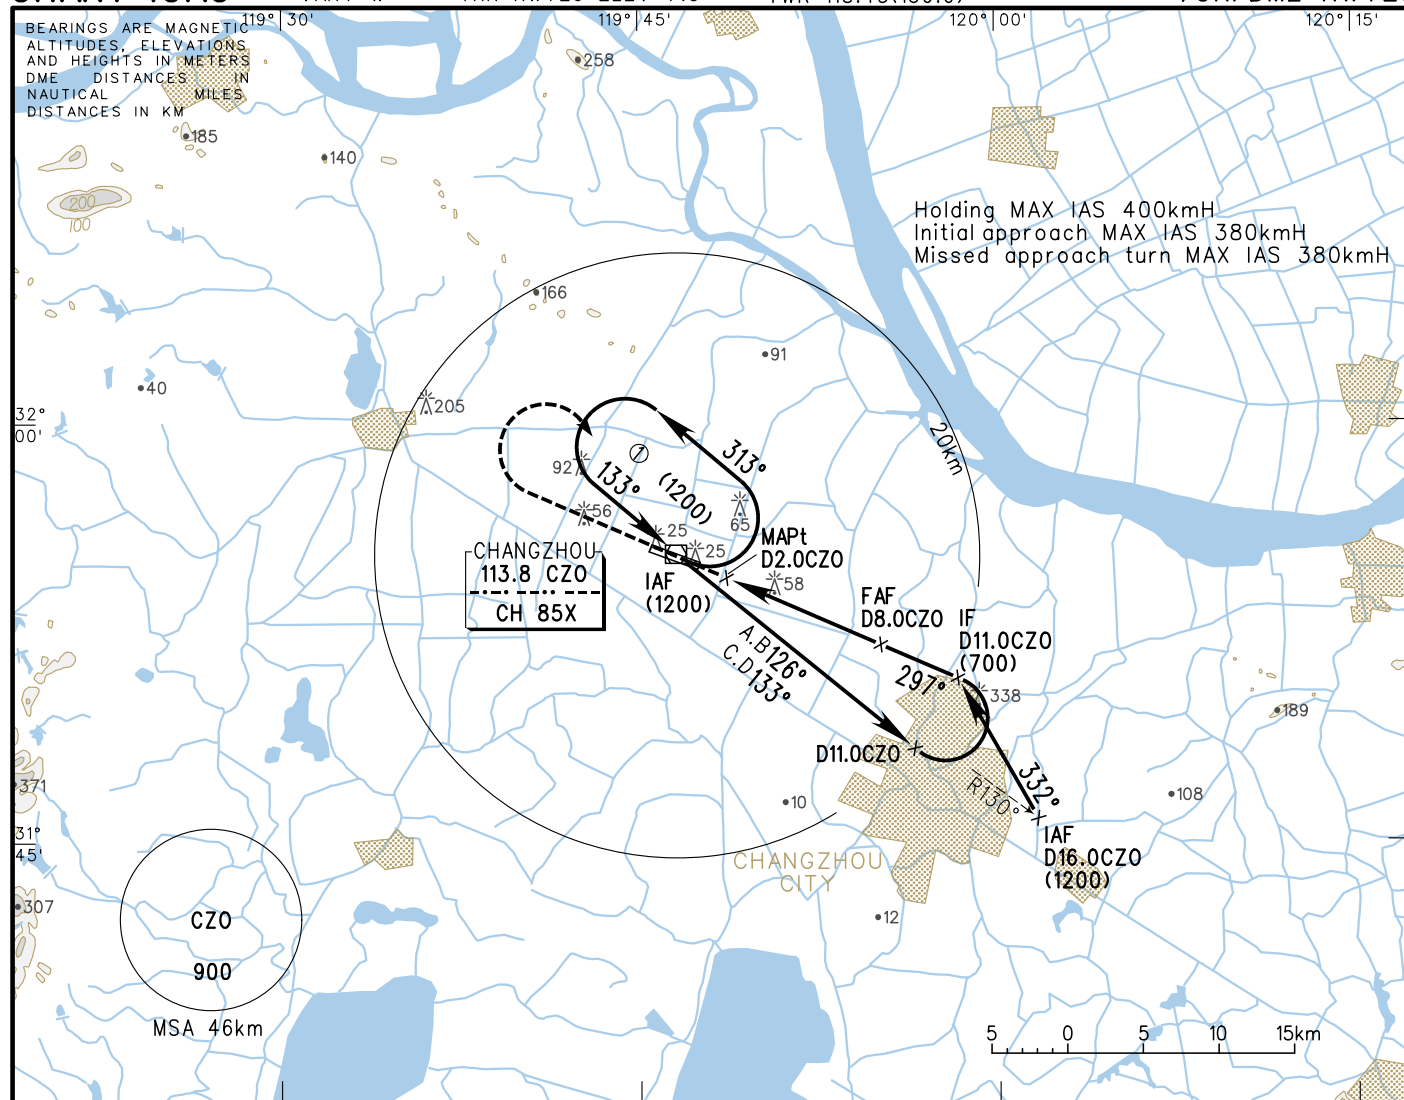 119° 30'
119° 45'
120° 00'
120° 15'
BEARINGS ARE MAGNETIC
ALTITUDES, ELEVATIONS
AND HEIGHTS IN METERS
DME DISTANCES IN
NAUTICAL MILES
DISTANCES IN KM
258
185
140
200
100
Holding MAX IAS 400kmH
Initial approach MAX IAS 380kmH
Missed approach turn MAX IAS 380kmH
166
91
40
205
32°
00'
20km
313°
1
92
133°
(1200)
56
65
25
25
MAPt
D2.0CZO
CHANGZHOU
113.8 CZO
CH 85X
IAF
(1200)
58
FAF
D8.0CZO
IF
D11.0CZO
(700)
A.B126°
C.D133°
297°
338
189
D11.0CZO
371
332°
R130°
108
10
31°
45'
IAF
D16.0CZO
(1200)
CHANGZHOU
CITY
307
12
CZO
900
MSA 46km
5 0 5 10 15km